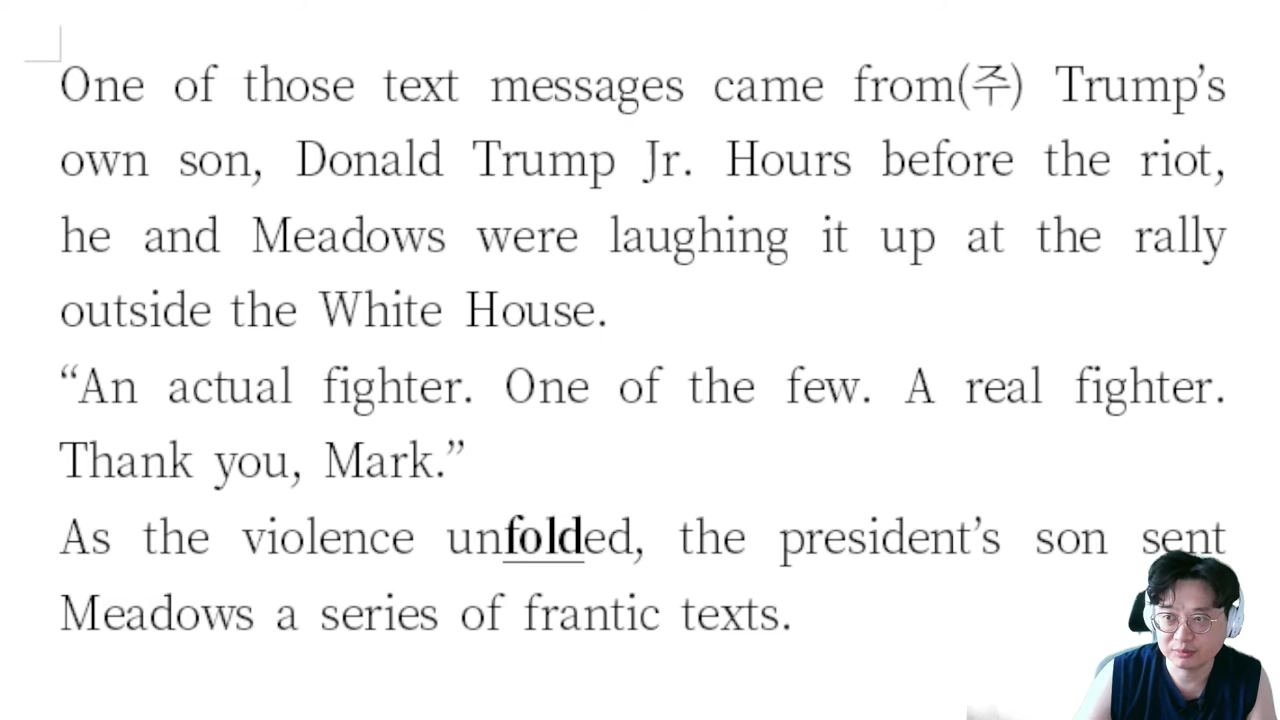 One of those text messages came from(주) Trump’s
own son, Donald Trump Jr. Hours before the riot,
he and Meadows were laughing it up at the rally
outside the White House.
“An actual fighter. One of the few. A real fighter.
Thank you, Mark.”
As the violence unfolded, the president’s son sent
Meadows a series of frantic texts.